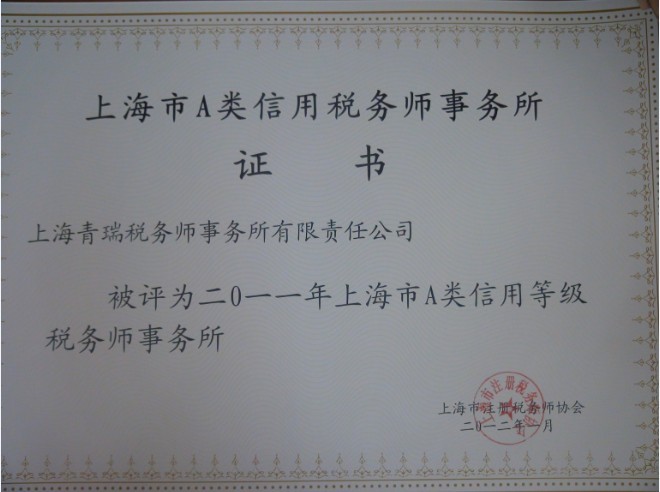 上海市A类信用税务师事务所
证 书
上海青瑞税务师事务所有限责任公司
被评为二0一一年上海市A类信用等级
税务师事务所
上海市注册税务师协会
二0一二年一月